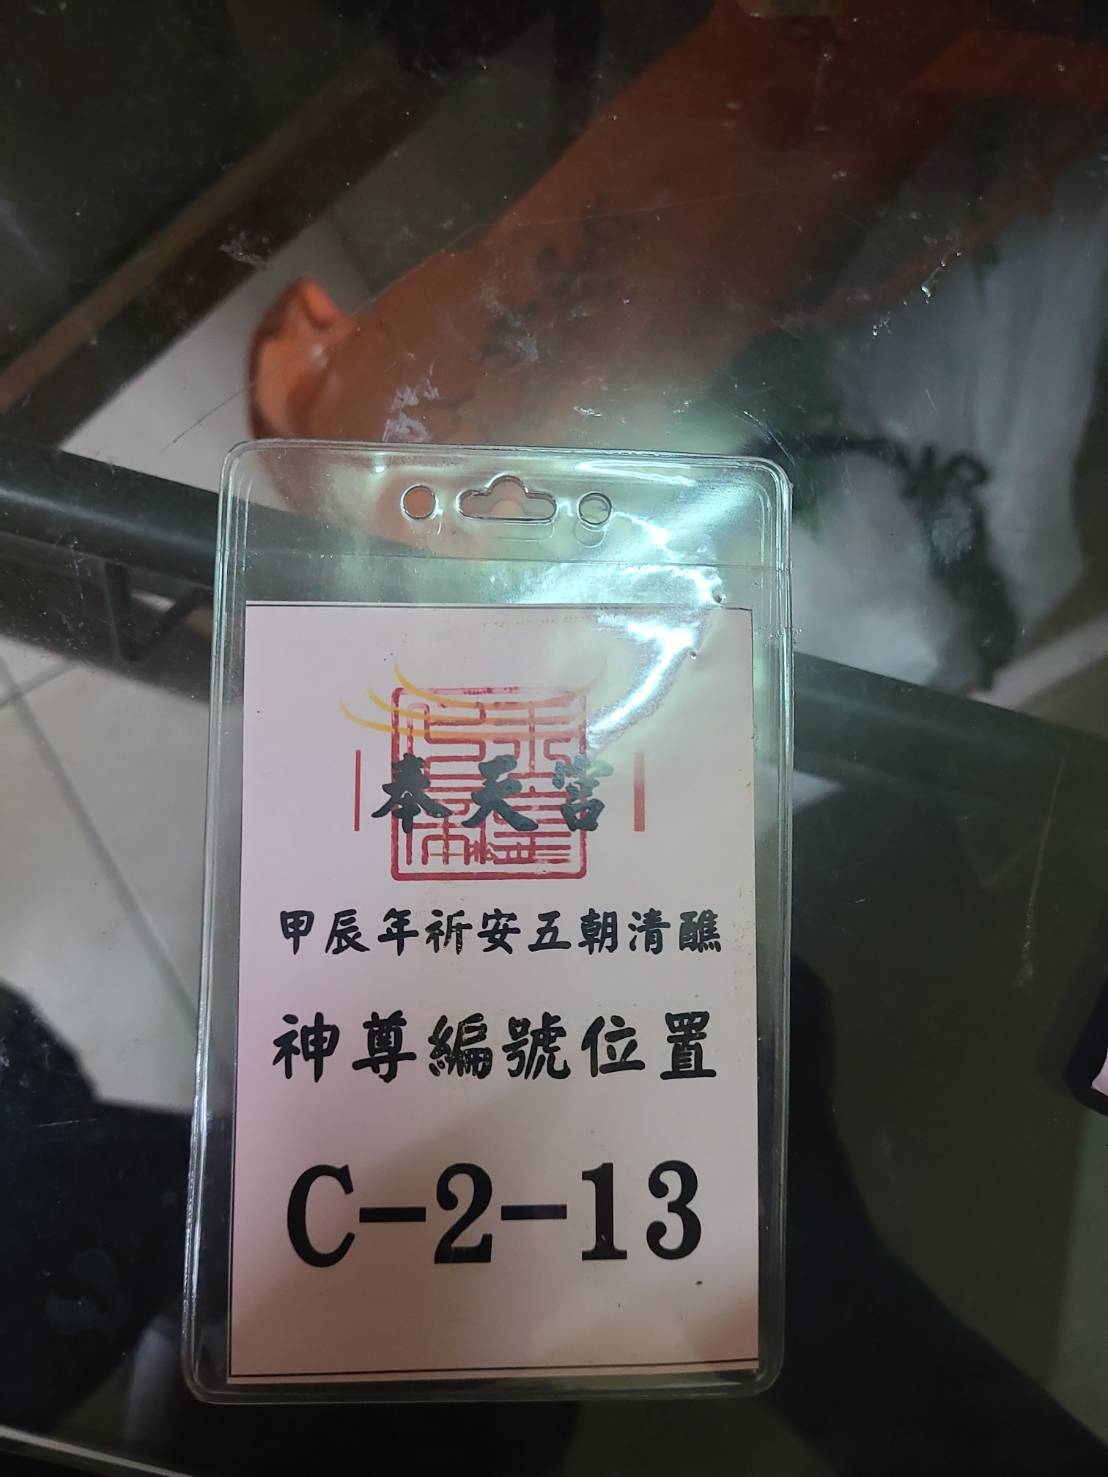 奉天宮
甲辰年祈安五朝清醮
神尊編號位置
C-2-13